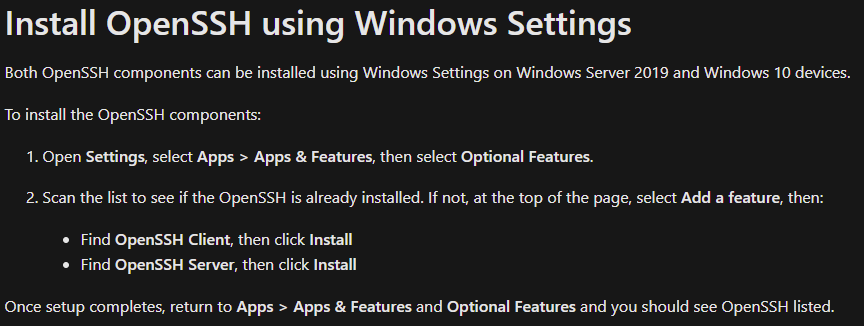 Install OpenSSH using Windows Settings
Both OpenSSH components can be installed using Windows Settings on Windows Server 2019 and Windows 10 devices.
To install the OpenSSH components:
1. Open Settings, select Apps > Apps & Features, then select Optional Features.
2. Scan the list to see if the OpenSSH is already installed. If not, at the top of the page, select Add a feature, then:
• Find OpenSSH Client, then click Install
• Find OpenSSH Server, then click Install
Once setup completes, return to Apps > Apps & Features and Optional Features and you should see OpenSSH listed.